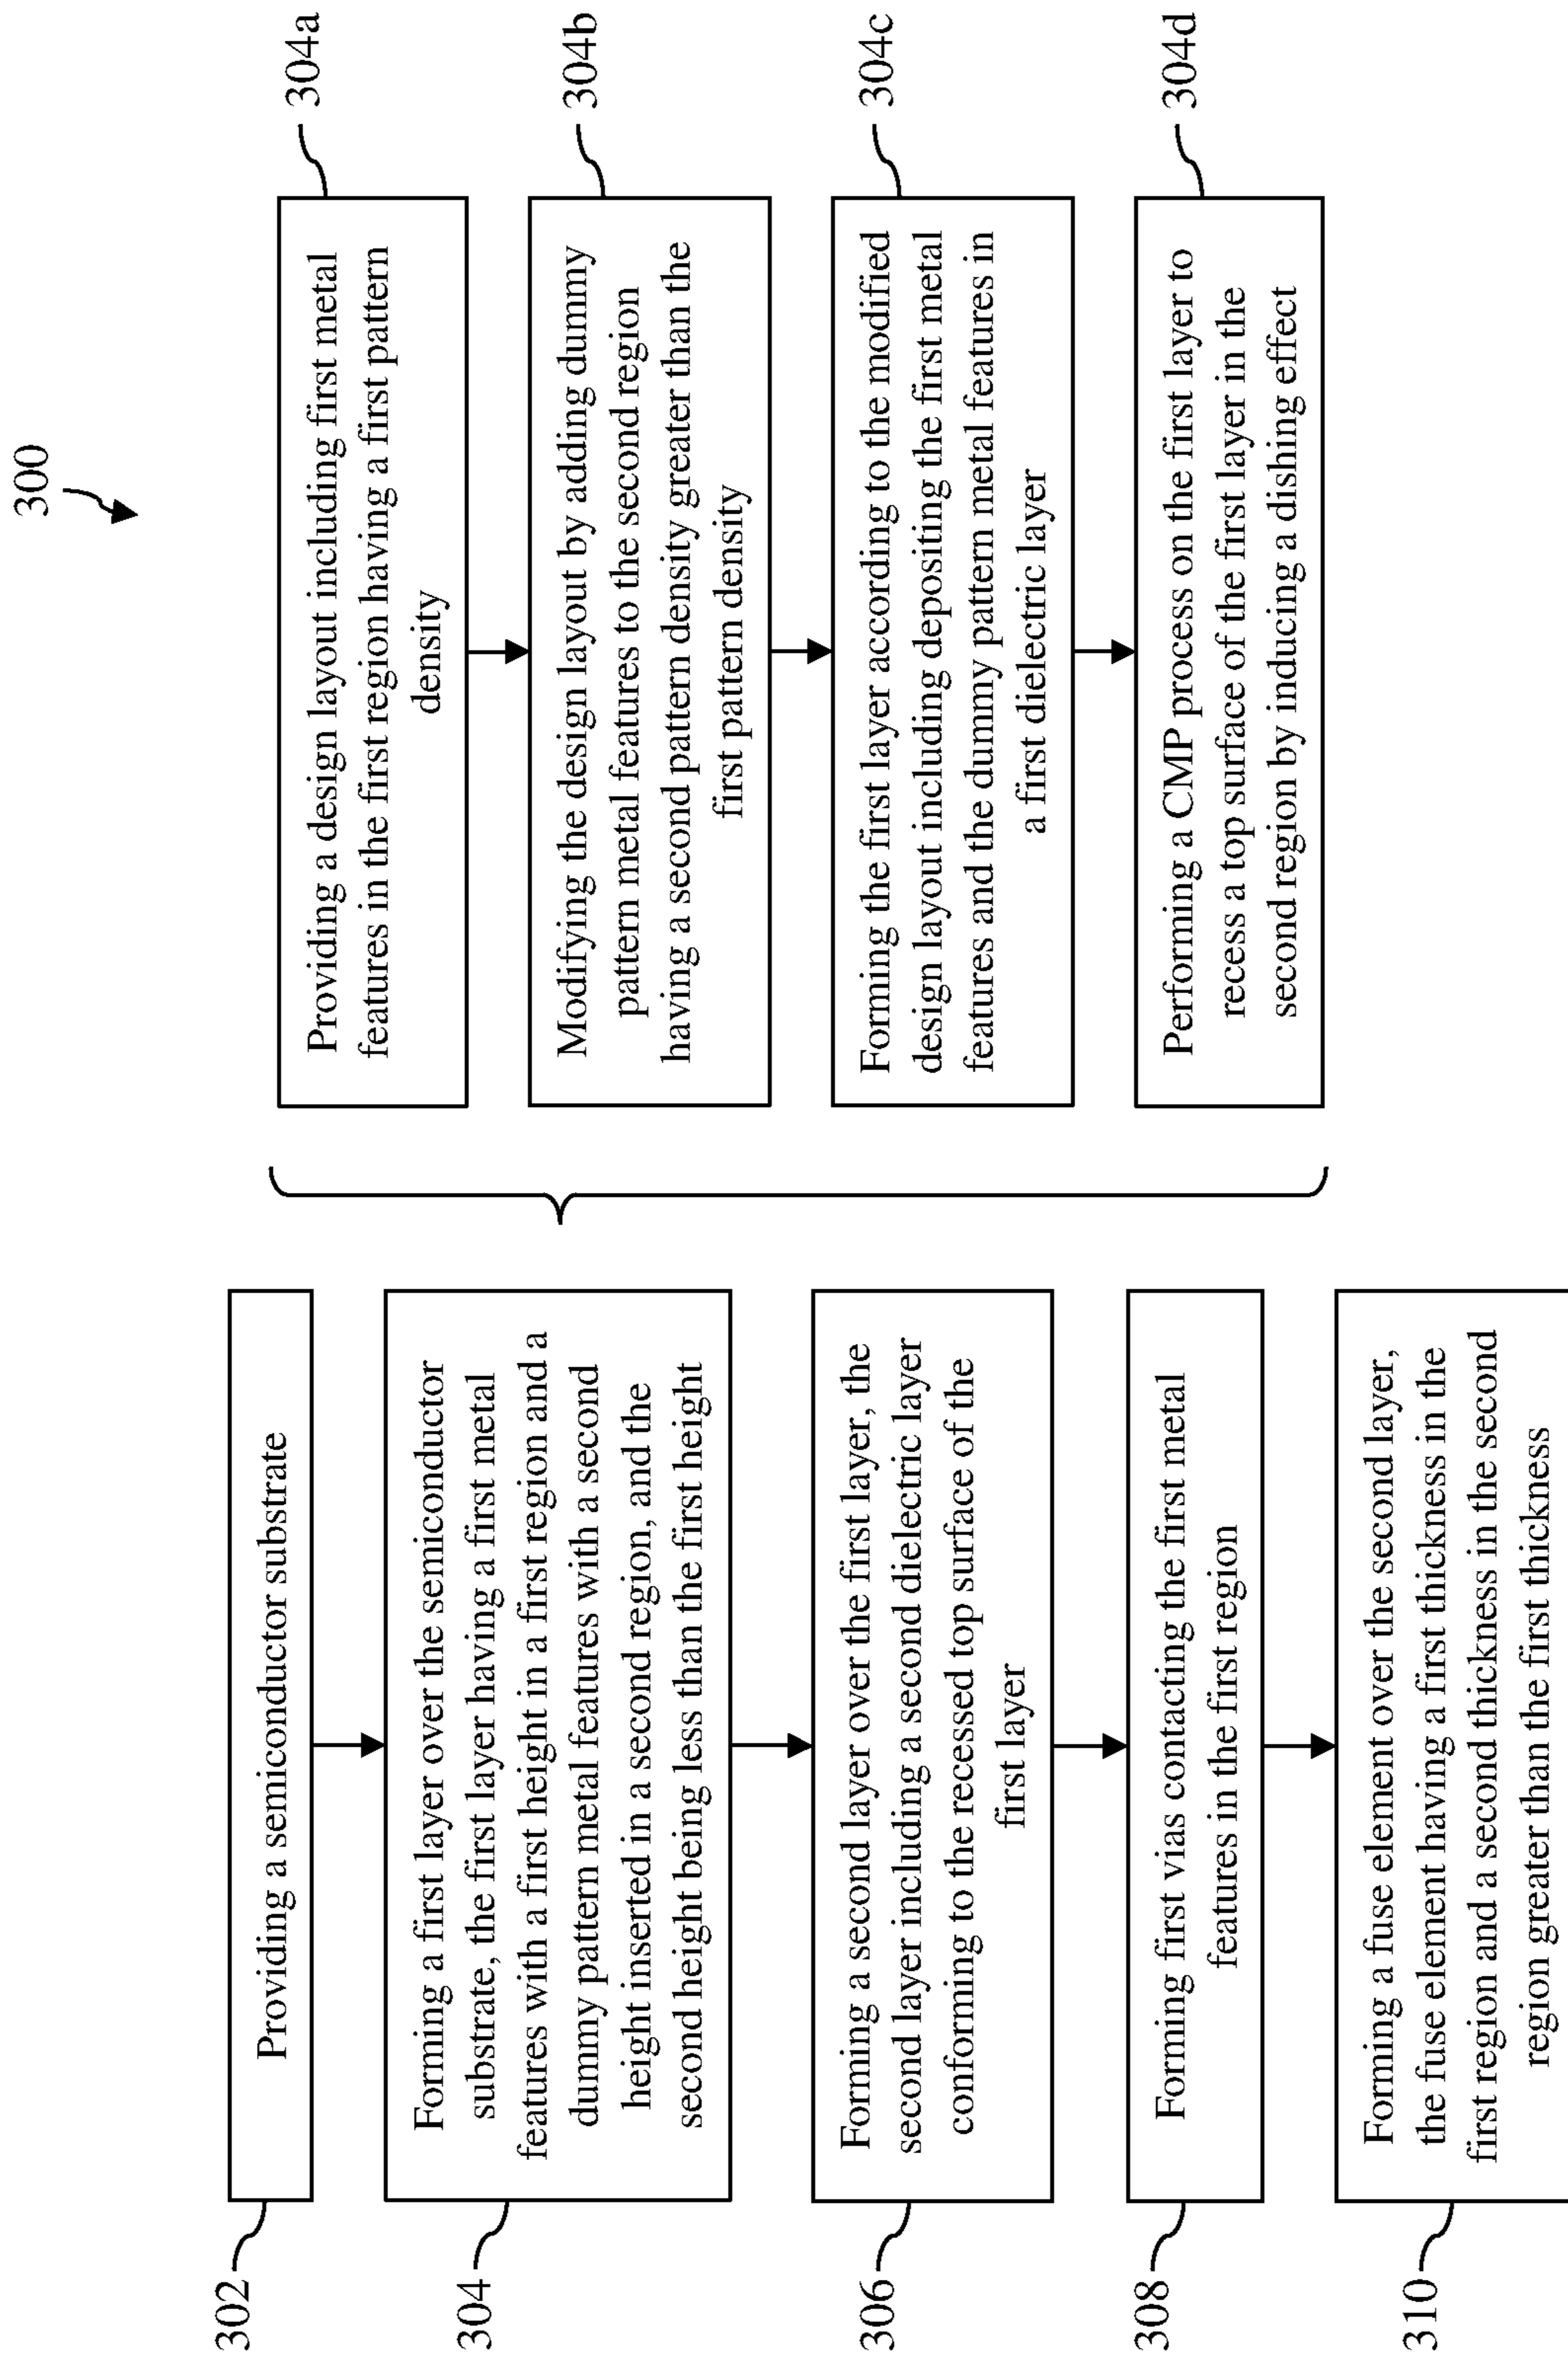 300
302
Providing a semiconductor substrate
304
Forming a first layer over the semiconductor
substrate, the first layer having a first metal
features with a first height in a first region and a
dummy pattern metal features with a second
height inserted in a second region, and the
second height being less than the first height
306
Forming a second layer over the first layer, the
second layer including a second dielectric layer
conforming to the recessed top surface of the
first layer
308
Forming first vias contacting the first metal
features in the first region
310
Forming a fuse element over the second layer,
the fuse element having a first thickness in the
first region and a second thickness in the second
region greater than the first thickness
304a
Providing a design layout including first metal
features in the first region having a first pattern
density
304b
Modifying the design layout by adding dummy
pattern metal features to the second region
having a second pattern density greater than the
first pattern density
304c
Forming the first layer according to the modified
design layout including depositing the first metal
features and the dummy pattern metal features in
a first dielectric layer
304d
Performing a CMP process on the first layer to
recess a top surface of the first layer in the
second region by inducing a dishing effect